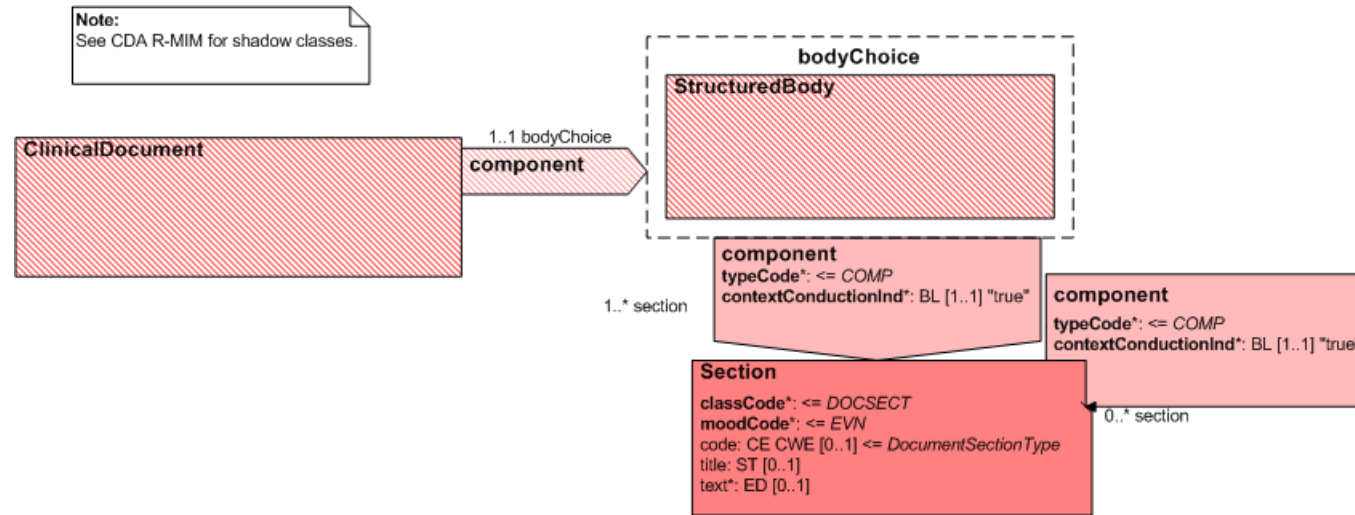 Note:
See CDA R-MIM for shadow classes.
bodyChoice
StructuredBody
ClinicalDocument
1..1 bodyChoice
component
component
typeCode*: <= COMP
contextConductionInd*: BL [1..1] "true"
1..* section
component
typeCode*: <= COMP
contextConductionInd*: BL [1..1] "true
Section
classCode*: <= DOCSECT
moodCode*: <= EVN
code: CE CWE [0..1] <= DocumentSectionType
title: ST [0..1]
text*: ED [0..1]
0..* section